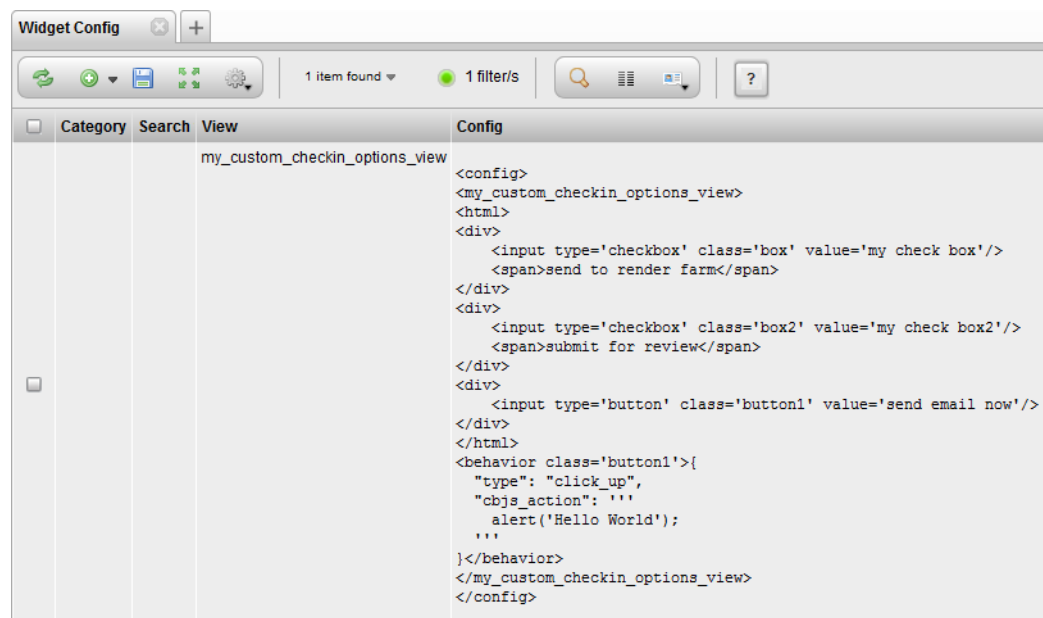 Widget Config
1 item found
1 filter/s
?
Category Search View Config
my_custom_checkin_options_view
<config>
<my_custom_checkin_options_view>
<html>
<div>
    <input type='checkbox' class='box' value='my check box'/>
    <span>send to render farm</span>
</div>
<div>
    <input type='checkbox' class='box2' value='my check box2'/>
    <span>submit for review</span>
</div>
<div>
    <input type='button' class='button1' value='send email now'/>
</div>
</html>
<behavior class='button1'>{
  "type": "click_up",
  "cbjs_action": '''
    alert('Hello World');
  '''
}</behavior>
</my_custom_checkin_options_view>
</config>